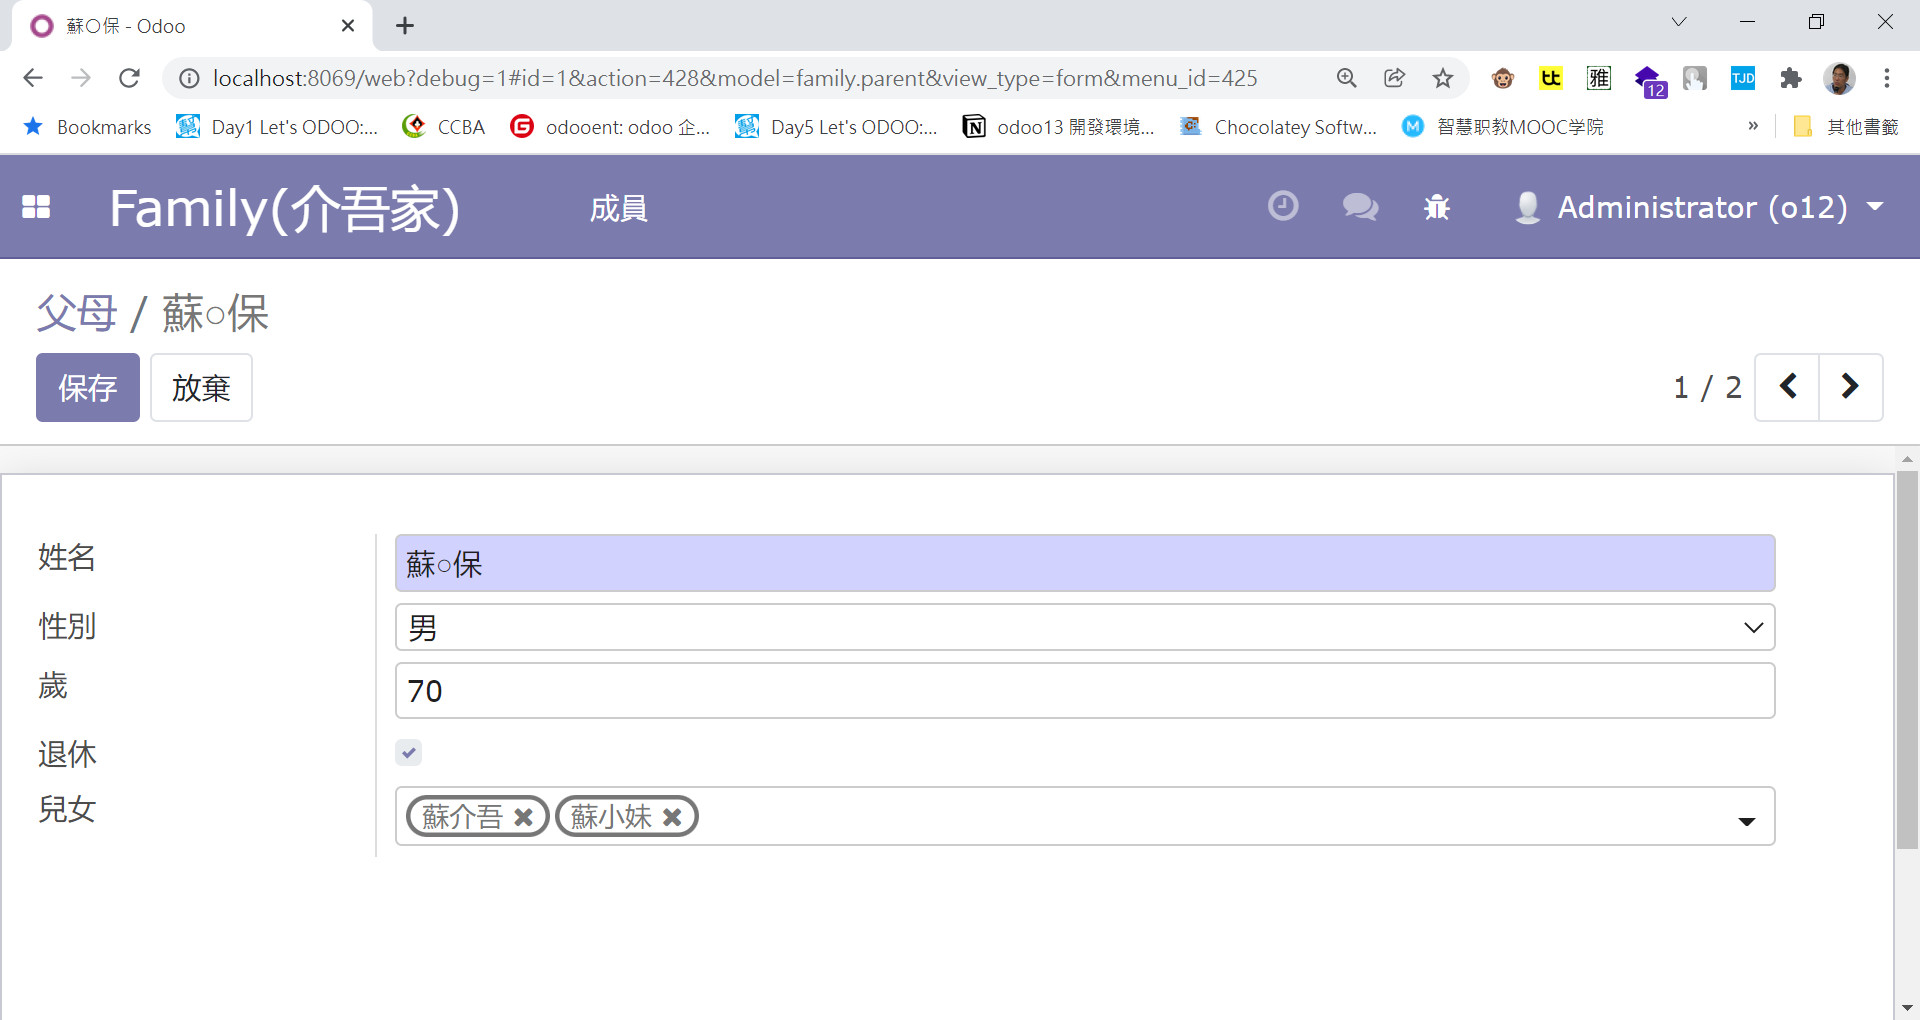 蘇○保 - Odoo
localhost:8069/web?debug=1#id=1&action=428&model=family.parent&view_type=form&menu_id=425
tt 雅 12 TJD
Bookmarks Day1 Let's ODOO:... CCBA odooent: odoo 企... Day5 Let's ODOO:... odoo13 開發環境... Chocolatey Softw... M 智慧职教MOOC学院 » 其他書籤
Family(介吾家) 成員 Administrator (o12)
父母 / 蘇○保
保存 放棄 1 / 2
姓名 蘇○保
性別 男
歲 70
退休
兒女 蘇介吾 蘇小妹